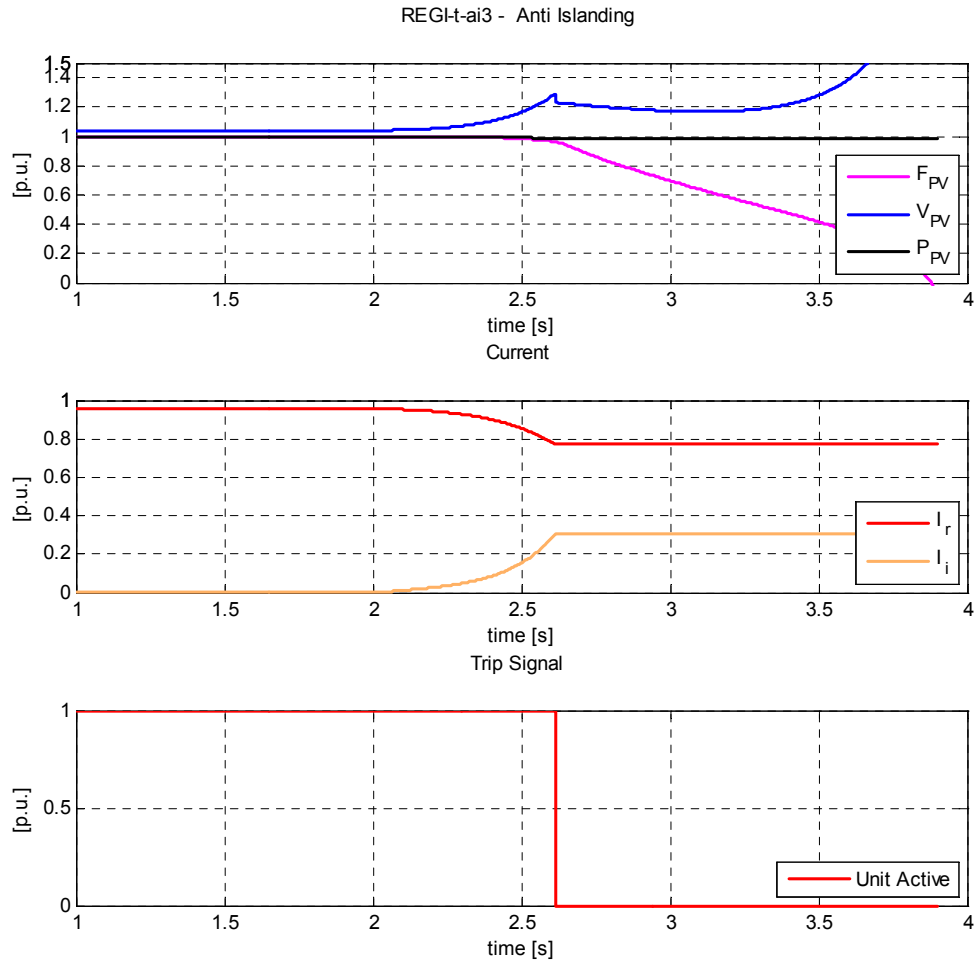 REGI-t-ai3 - Anti Islanding
1.5
1.4
1.2
1
0.8
0.6
0.4
0.2
0
[p.u.]
F_PV
V_PV
P_PV
1 1.5 2 2.5 3 3.5 4
time [s]
Current
1
0.8
0.6
0.4
0.2
0
[p.u.]
I_r
I_i
1 1.5 2 2.5 3 3.5 4
time [s]
Trip Signal
1
0.5
0
[p.u.]
Unit Active
1 1.5 2 2.5 3 3.5 4
time [s]